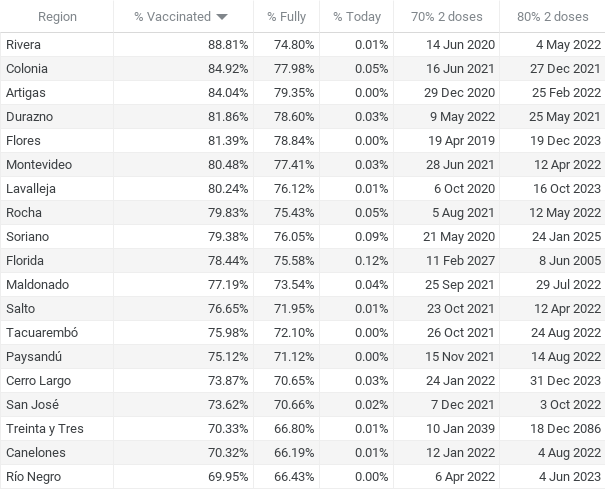 Region % Vaccinated % Fully % Today 70% 2 doses 80% 2 doses
Rivera 88.81% 74.80% 0.01% 14 Jun 2020 4 May 2022
Colonia 84.92% 77.98% 0.05% 16 Jun 2021 27 Dec 2021
Artigas 84.04% 79.35% 0.00% 29 Dec 2020 25 Feb 2022
Durazno 81.86% 78.60% 0.03% 9 May 2022 25 May 2021
Flores 81.39% 78.84% 0.00% 19 Apr 2019 19 Dec 2023
Montevideo 80.48% 77.41% 0.03% 28 Jun 2021 12 Apr 2022
Lavalleja 80.24% 76.12% 0.01% 6 Oct 2020 16 Oct 2023
Rocha 79.83% 75.43% 0.05% 5 Aug 2021 12 May 2022
Soriano 79.38% 76.05% 0.09% 21 May 2020 24 Jan 2025
Florida 78.44% 75.58% 0.12% 11 Feb 2027 8 Jun 2005
Maldonado 77.19% 73.54% 0.04% 25 Sep 2021 29 Jul 2022
Salto 76.65% 71.95% 0.01% 23 Oct 2021 12 Apr 2022
Tacuarembó 75.98% 72.10% 0.00% 26 Oct 2021 24 Aug 2022
Paysandú 75.12% 71.12% 0.00% 15 Nov 2021 14 Aug 2022
Cerro Largo 73.87% 70.65% 0.03% 24 Jan 2022 31 Dec 2023
San José 73.62% 70.66% 0.02% 7 Dec 2021 3 Oct 2022
Treinta y Tres 70.33% 66.80% 0.01% 10 Jan 2039 18 Dec 2086
Canelones 70.32% 66.19% 0.01% 12 Jan 2022 4 Aug 2022
Río Negro 69.95% 66.43% 0.00% 6 Apr 2022 4 Jun 2023